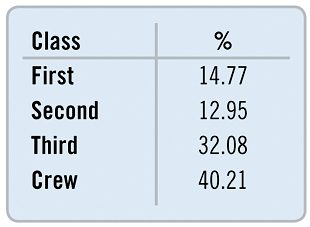 Class %
First 14.77
Second 12.95
Third 32.08
Crew 40.21